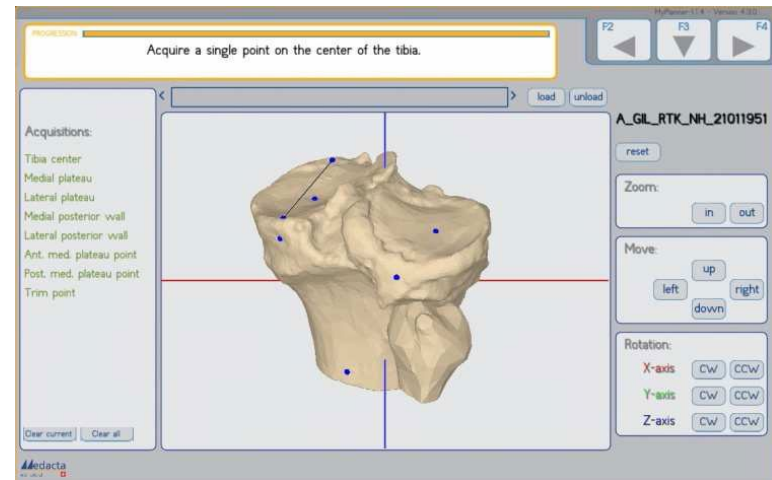 PROGRESSION
Acquire a single point on the center of the tibia.
F2
F3
F4
< > load unload
A_GIL_RTK_NH_21011951
Acquisitions:
Tibia center
Medial plateau
Lateral plateau
Medial posterior wall
Lateral posterior wall
Ant. med. plateau point
Post. med. plateau point
Trim point
Clear current Clear all
reset
Zoom:
in out
Move:
up
left right
down
Rotation:
X-axis CW CCW
Y-axis CW CCW
Z-axis CW CCW
Medacta